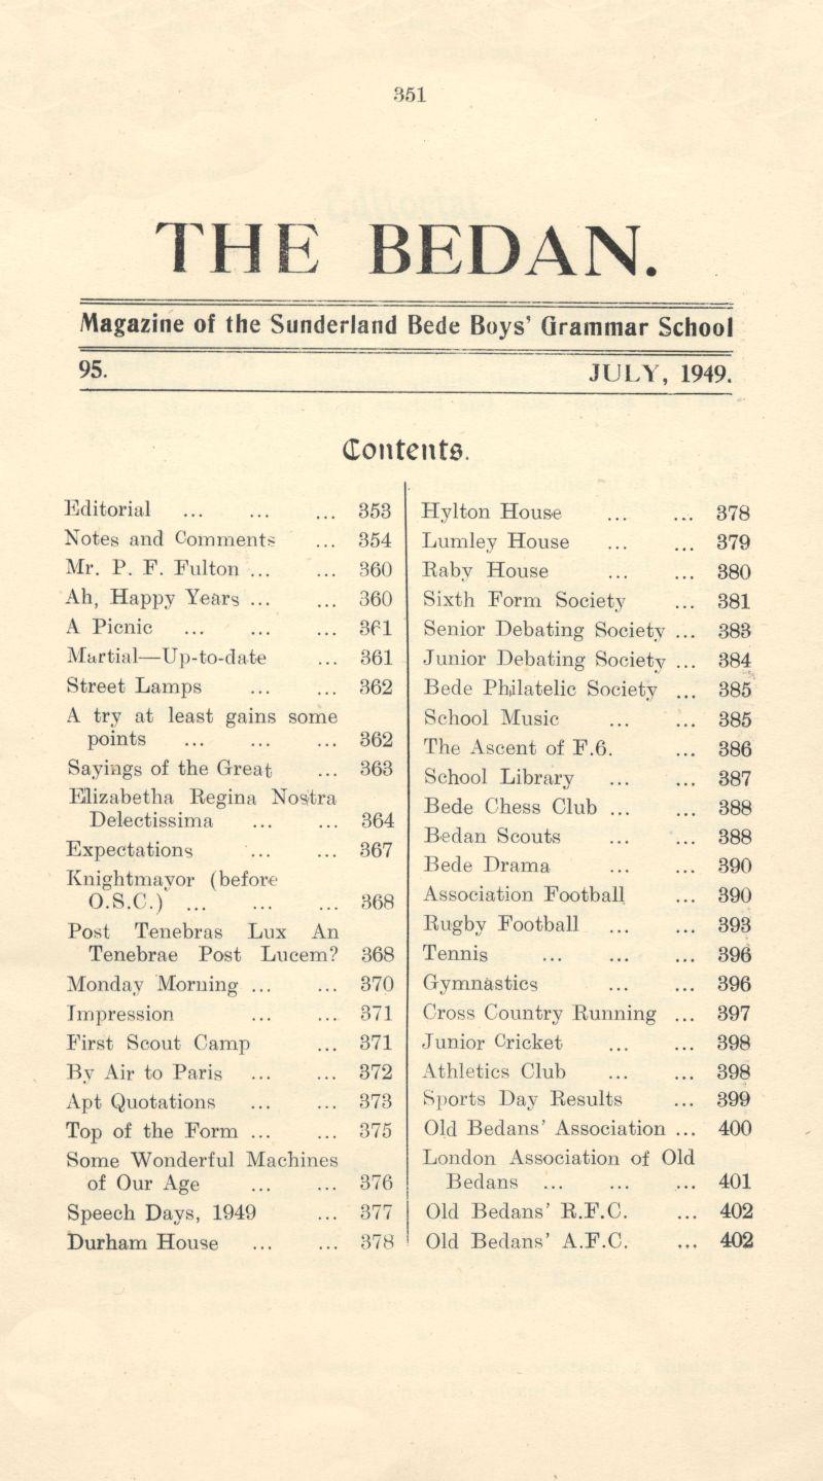 351
THE BEDAN.
Magazine of the Sunderland Bede Boys' Grammar School
95. JULY, 1949.
Contents.
Editorial ... ... ... 353
Notes and Comments ... 354
Mr. P. F. Fulton ... ... 360
Ah, Happy Years ... ... 360
A Picnic ... ... ... 361
Martial—Up-to-date ... 361
Street Lamps ... ... 362
A try at least gains some
points ... ... ... 362
Sayings of the Great ... 363
Elizabetha Regina Nostra
Delectissima ... ... 364
Expectations ... ... 367
Knightmayor (before
O.S.C.) ... ... ... 368
Post Tenebras Lux An
Tenebrae Post Lucem? 368
Monday Morning ... ... 370
Impression ... ... 371
First Scout Camp ... 371
By Air to Paris ... ... 372
Apt Quotations ... ... 373
Top of the Form ... ... 375
Some Wonderful Machines
of Our Age ... ... 376
Speech Days, 1949 ... 377
Durham House ... ... 378
Hylton House ... ... 378
Lumley House ... ... 379
Raby House ... ... 380
Sixth Form Society ... 381
Senior Debating Society ... 383
Junior Debating Society ... 384
Bede Philatelic Society ... 385
School Music ... ... 385
The Ascent of F.6. ... 386
School Library ... ... 387
Bede Chess Club ... ... 388
Bedan Scouts ... ... 388
Bede Drama ... ... 390
Association Football ... 390
Rugby Football ... ... 393
Tennis ... ... ... 396
Gymnastics ... ... 396
Cross Country Running ... 397
Junior Cricket ... ... 398
Athletics Club ... ... 398
Sports Day Results ... 399
Old Bedans' Association ... 400
London Association of Old
Bedans ... ... ... 401
Old Bedans' R.F.C. ... 402
Old Bedans' A.F.C. ... 402